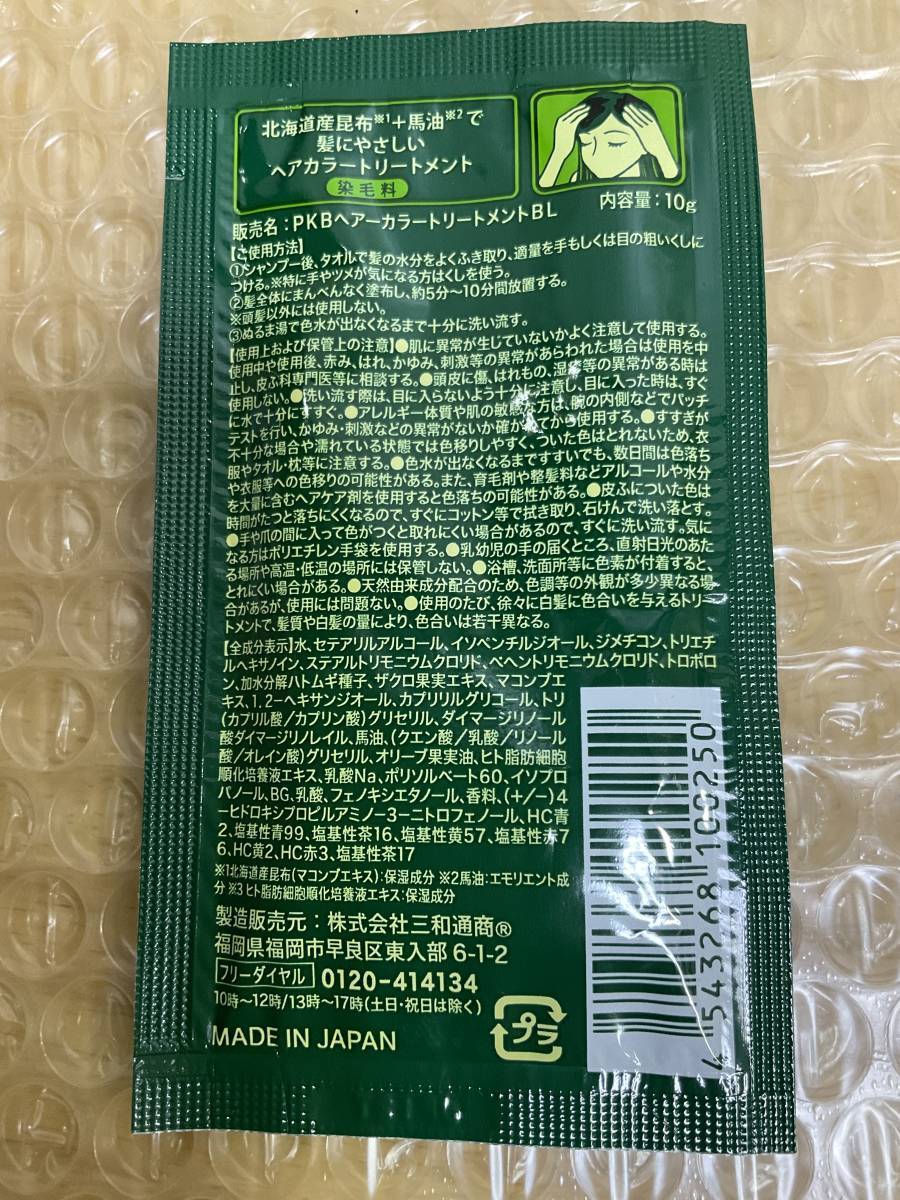 北海道産昆布※1+馬油※2で
髪にやさしい
ヘアカラートリートメント
染毛料
内容量：10g
販売名：PKBヘアーカラートリートメントBL
【ご使用方法】
①シャンプー後、タオルで髪の水分をよくふき取り、適量を手もしくは目の粗いくしに
つける。※特に手やツメが気になる方はくしを使う。
②髪全体にまんべんなく塗布し、約5分～10分間放置する。
※頭髪以外には使用しない。
③ぬるま湯で色水が出なくなるまで十分に洗い流す。
【使用上および保管上の注意】●肌に異常が生じていないかよく注意して使用する。
使用中や使用後、赤み、はれ、かゆみ、刺激等の異常があらわれた場合は使用を中
止し、皮ふ科専門医等に相談する。●頭皮に傷、はれもの、湿疹等の異常がある時は
使用しない。●洗い流す際は、目に入らないよう十分に注意し、目に入った時は、すぐ
に水で十分にすすぐ。●アレルギー体質や肌の敏感な方は、腕の内側などでパッチ
テストを行い、かゆみ・刺激などの異常がないか確かめてから使用する。●すすぎが
不十分な場合や濡れている状態では色移りしやすく、ついた色はとれないため、衣
服やタオル・枕等に注意する。●色水が出なくなるまですすいでも、数日間は色落ち
や衣服等への色移りの可能性がある。また、育毛剤や整髪料などアルコールや水分
を大量に含むヘアケア剤を使用すると色落ちの可能性がある。●皮ふについた色は
時間がたつと落ちにくくなるので、すぐにコットン等で拭き取り、石けんで洗い落とす。
●手や爪の間に入って色がつくと取れにくい場合があるので、すぐに洗い流す。気に
なる方はポリエチレン手袋を使用する。●乳幼児の手の届くところ、直射日光のあた
る場所や高温・低温の場所には保管しない。●浴槽、洗面所等に色素が付着すると、
とれにくい場合がある。●天然由来成分配合のため、色調等の外観が多少異なる場
合があるが、使用には問題ない。●使用のたび、徐々に白髪に色合いを与えるトリー
トメントで、髪質や白髪の量により、色合いは若干異なる。
【全成分表示】水、セテアリルアルコール、イソペンチルジオール、ジメチコン、トリエチ
ルヘキサノイン、ステアルトリモニウムクロリド、ベヘントリモニウムクロリド、トロポロ
ン、加水分解ハトムギ種子、ザクロ果実エキス、マコンブエ
キス、1,2ーヘキサンジオール、カプリリルグリコール、トリ
(カプリル酸/カプリン酸)グリセリル、ダイマージリノール
酸ダイマージリノレイル、馬油、(クエン酸/乳酸/リノール
酸/オレイン酸)グリセリル、オリーブ果実油、ヒト脂肪細胞
順化培養液エキス、乳酸Na、ポリソルベート60、イソプロ
パノール、BG、乳酸、フェノキシエタノール、香料、(+/−)4
ーヒドロキシプロピルアミノー3ーニトロフェノール、HC青
2、塩基性青99、塩基性茶16、塩基性黄57、塩基性赤7
6、HC黄2、HC赤3、塩基性茶17
※1北海道産昆布(マコンブエキス):保湿成分 ※2馬油:エモリエント成
分 ※3 ヒト脂肪細胞順化培養液エキス:保湿成分
製造販売元：株式会社三和通商®
福岡県福岡市早良区東入部 6-1-2
フリーダイヤル 0120-414134
10時～12時/13時～17時(土日・祝日は除く)
MADE IN JAPAN
プラ
4543268100250